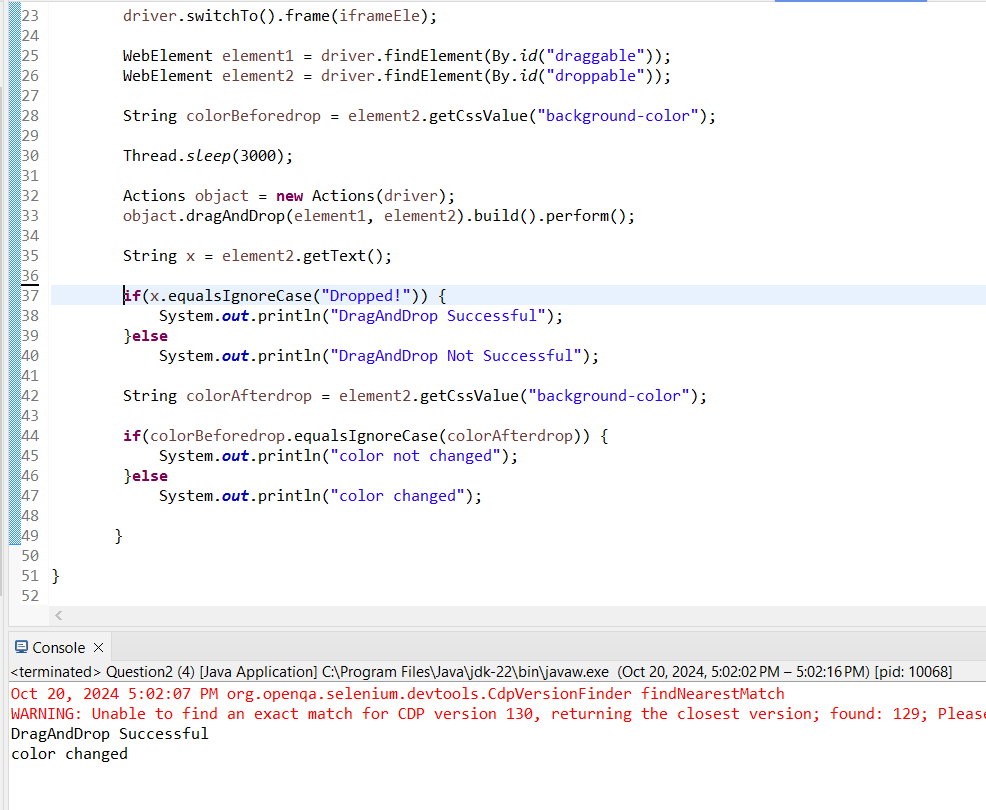 23 driver.switchTo().frame(iframeEle);
24
25 WebElement element1 = driver.findElement(By.id("draggable"));
26 WebElement element2 = driver.findElement(By.id("droppable"));
27
28 String colorBeforedrop = element2.getCssValue("background-color");
29
30 Thread.sleep(3000);
31
32 Actions objact = new Actions(driver);
33 objact.dragAndDrop(element1, element2).build().perform();
34
35 String x = element2.getText();
36
37 if(x.equalsIgnoreCase("Dropped!")) {
38 System.out.println("DragAndDrop Successful");
39 }else
40 System.out.println("DragAndDrop Not Successful");
41
42 String colorAfterdrop = element2.getCssValue("background-color");
43
44 if(colorBeforedrop.equalsIgnoreCase(colorAfterdrop)) {
45 System.out.println("color not changed");
46 }else
47 System.out.println("color changed");
48
49 }
50
51 }
52
Console
<terminated> Question2 (4) [Java Application] C:\Program Files\Java\jdk-22\bin\javaw.exe (Oct 20, 2024, 5:02:02 PM – 5:02:16 PM) [pid: 10068]
Oct 20, 2024 5:02:07 PM org.openqa.selenium.devtools.CdpVersionFinder findNearestMatch
WARNING: Unable to find an exact match for CDP version 130, returning the closest version; found: 129; Please
DragAndDrop Successful
color changed